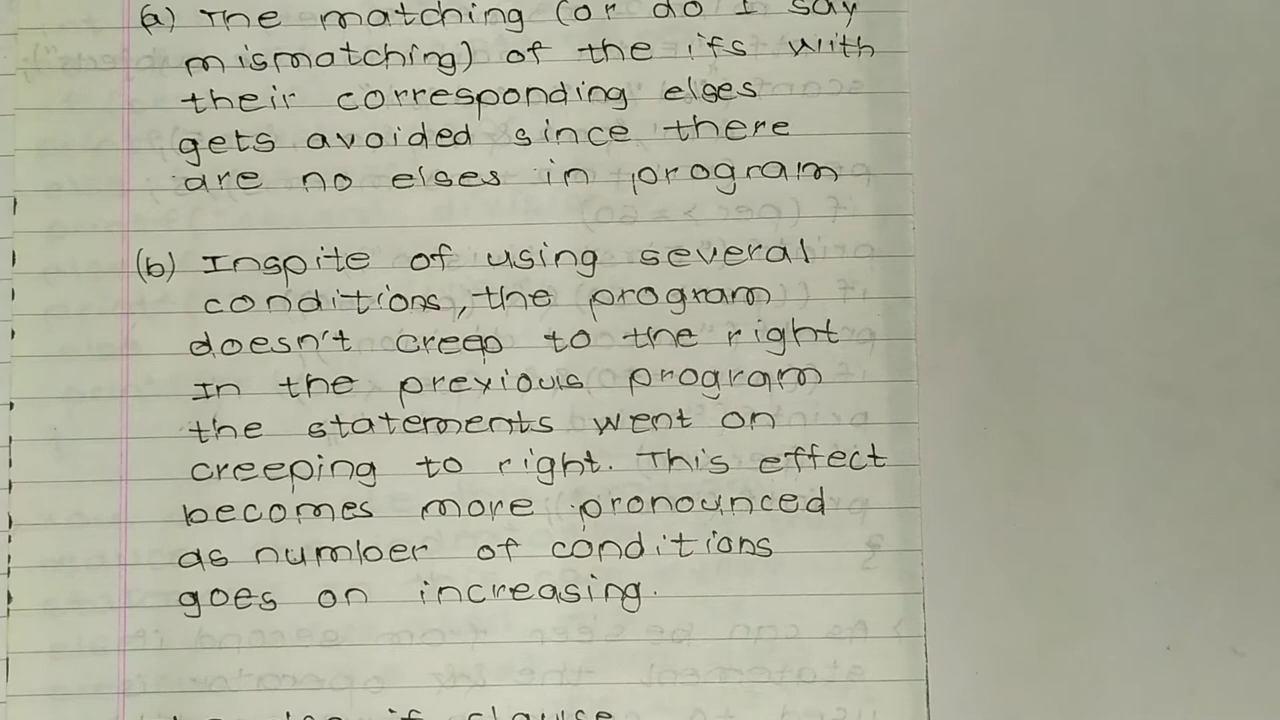 (a) The matching (or do I say
mismatching) of the ifs with
their corresponding elses
gets avoided since there
are no elses in program
(b) Inspite of using several
conditions, the program
doesn't creep to the right
In the previous program
the statements went on
creeping to right. This effect
becomes more pronounced
as number of conditions
goes on increasing.
if clause